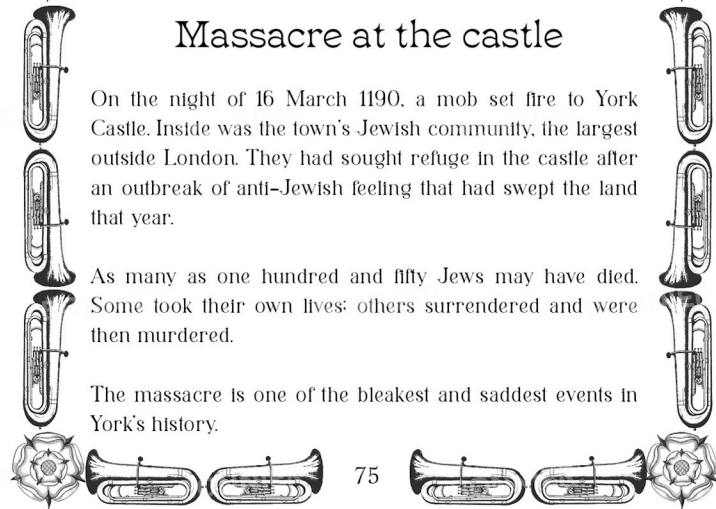 Massacre at the castle
On the night of 16 March 1190, a mob set fire to York
Castle. Inside was the town's Jewish community, the largest
outside London. They had sought refuge in the castle after
an outbreak of anti-Jewish feeling that had swept the land
that year.
As many as one hundred and fifty Jews may have died.
Some took their own lives; others surrendered and were
then murdered.
The massacre is one of the bleakest and saddest events in
York's history.
75